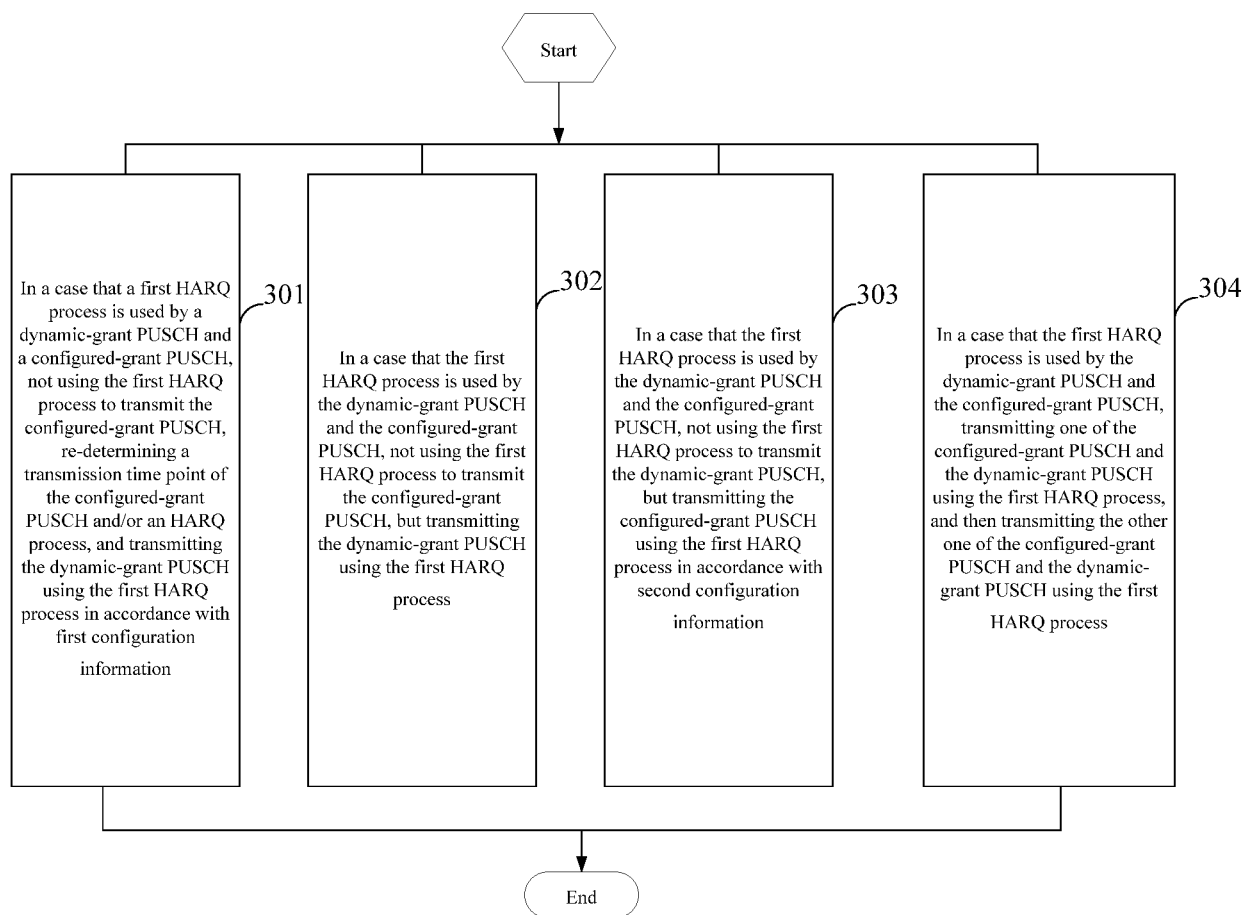 Start
In a case that a first HARQ
process is used by a
dynamic-grant PUSCH and
a configured-grant PUSCH,
not using the first HARQ
process to transmit the
configured-grant PUSCH,
re-determining a
transmission time point of
the configured-grant
PUSCH and/or an HARQ
process, and transmitting
the dynamic-grant PUSCH
using the first HARQ
process in accordance with
first configuration
information
301
In a case that the first
HARQ process is used by
the dynamic-grant PUSCH
and the configured-grant
PUSCH, not using the first
HARQ process to transmit
the configured-grant
PUSCH, but transmitting
the dynamic-grant PUSCH
using the first HARQ
process
302
In a case that the first
HARQ process is used by
the dynamic-grant PUSCH
and the configured-grant
PUSCH, not using the first
HARQ process to transmit
the dynamic-grant PUSCH,
but transmitting the
configured-grant PUSCH
using the first HARQ
process in accordance with
second configuration
information
303
In a case that the first HARQ
process is used by the
dynamic-grant PUSCH and
the configured-grant PUSCH,
transmitting one of the
configured-grant PUSCH and
the dynamic-grant PUSCH
using the first HARQ process,
and then transmitting the other
one of the configured-grant
PUSCH and the dynamic-
grant PUSCH using the first
HARQ process
304
End